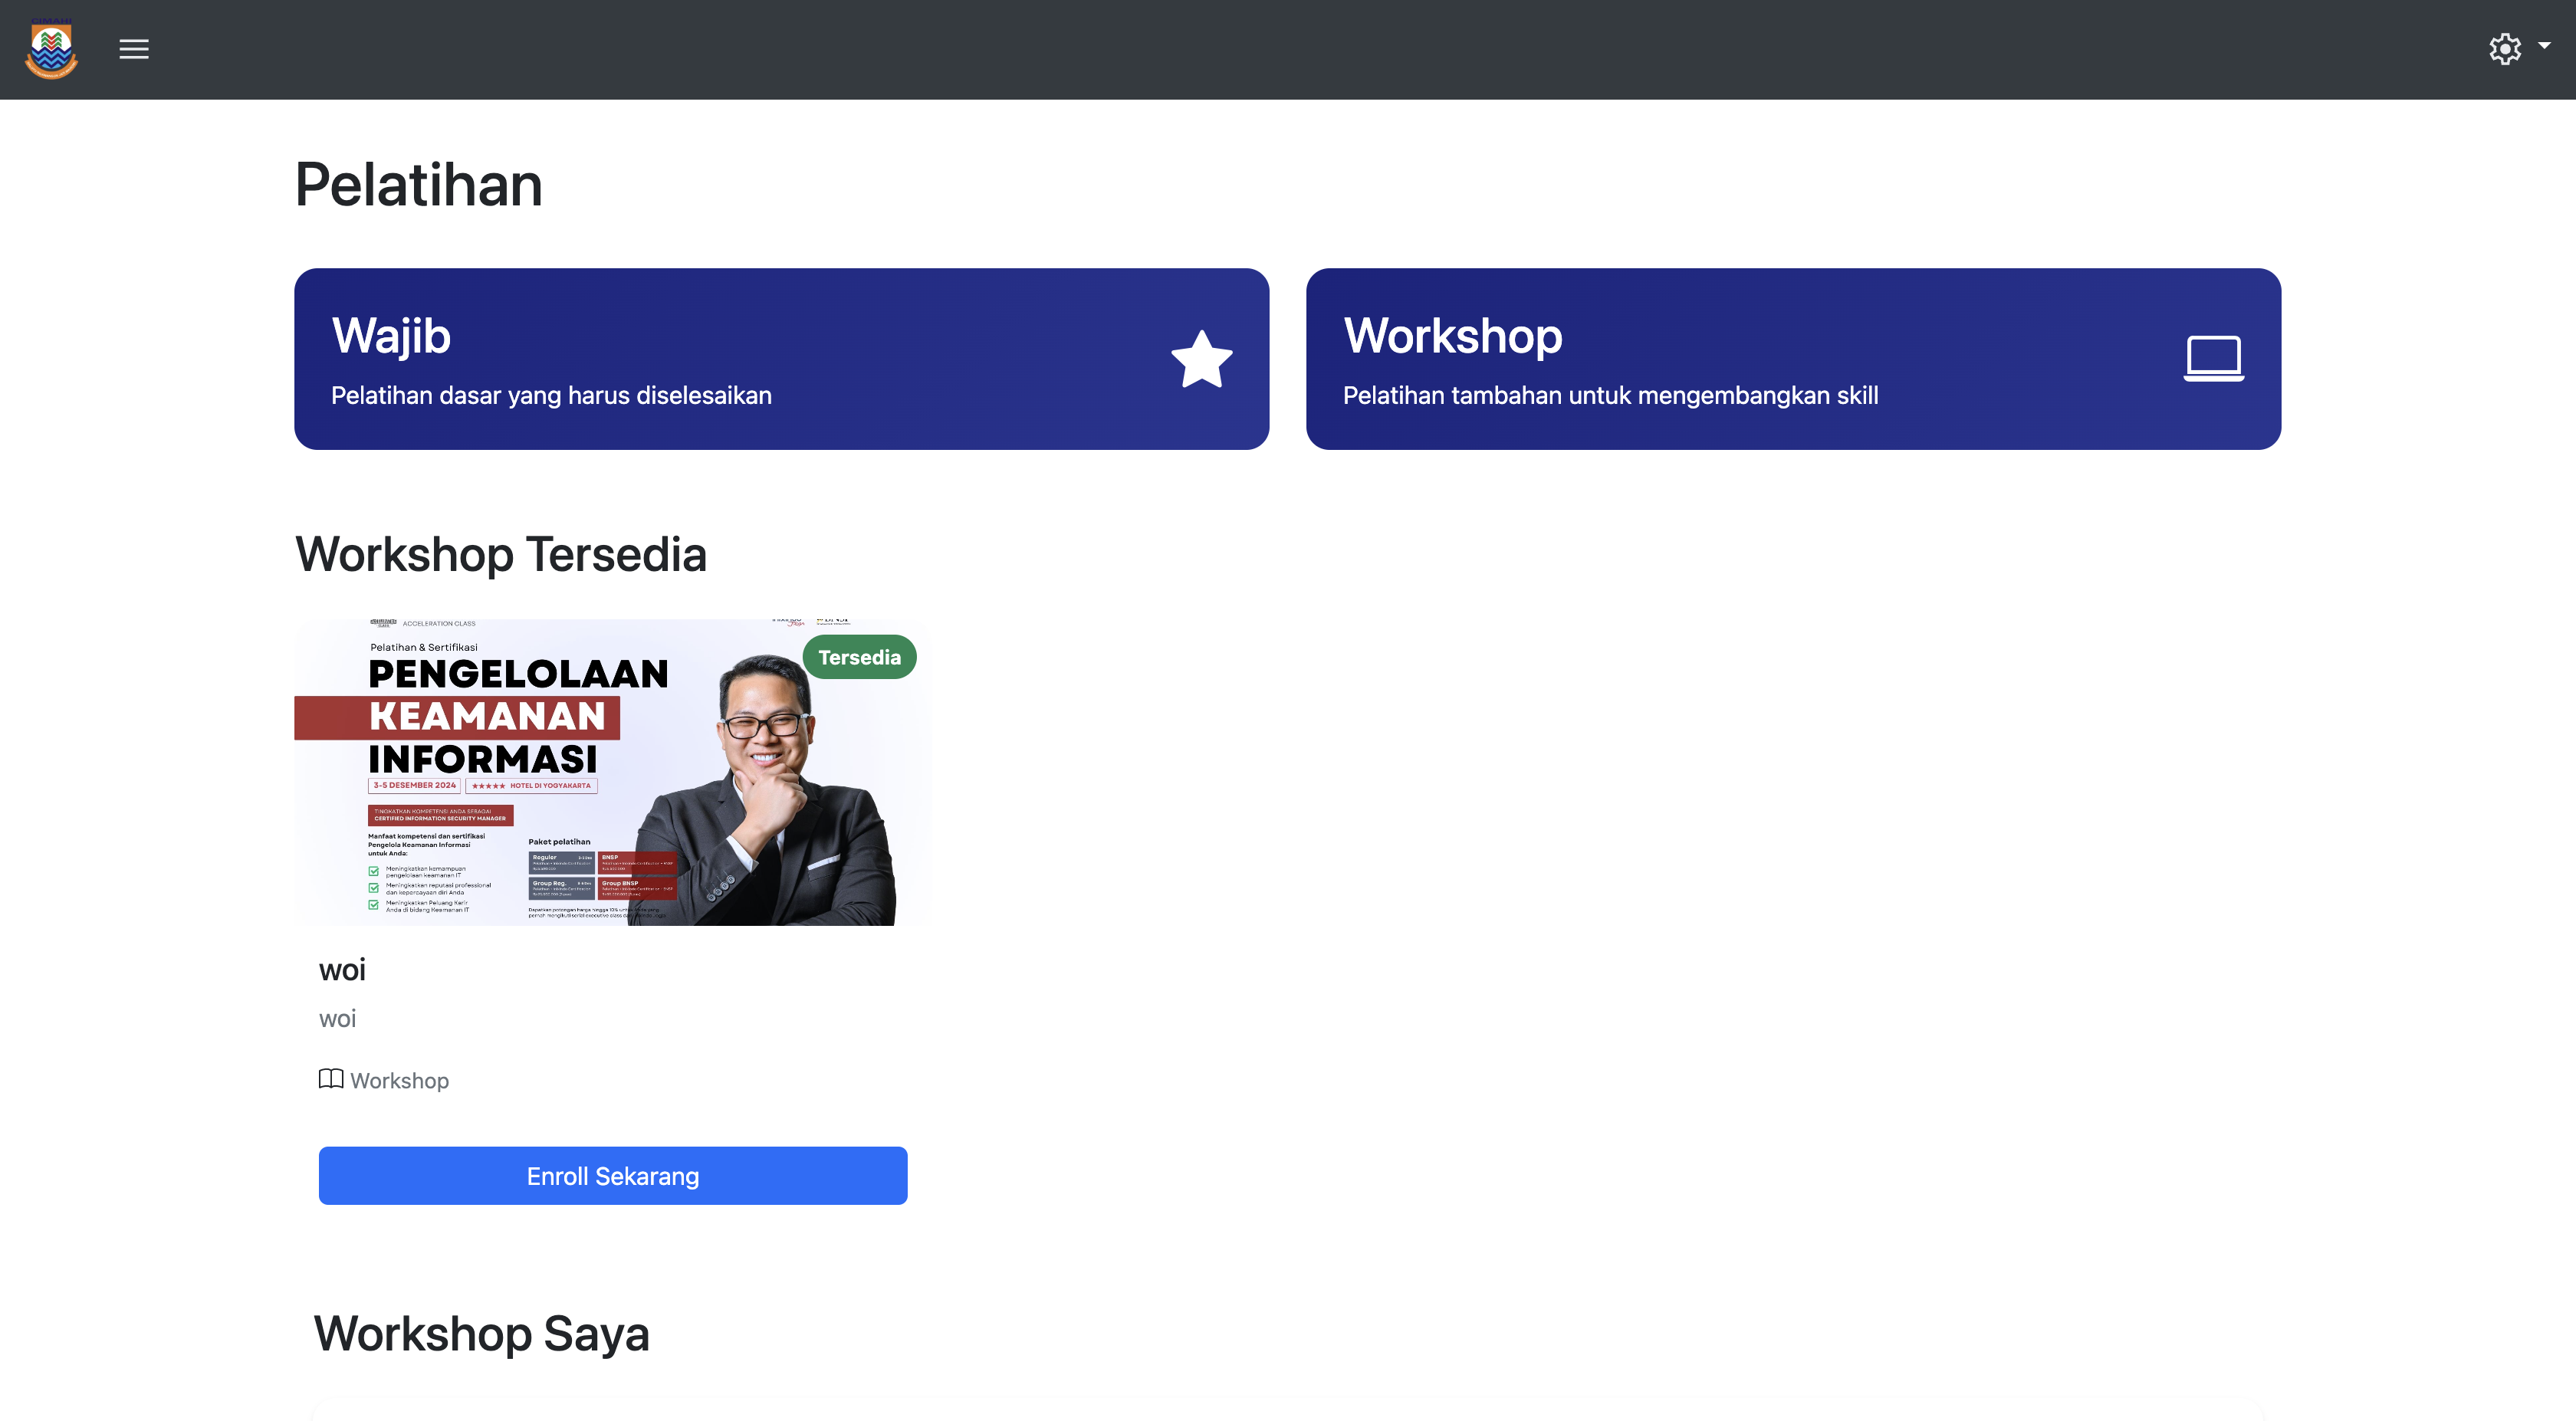 CIMAHI
Pelatihan
Wajib
Pelatihan dasar yang harus diselesaikan
Workshop
Pelatihan tambahan untuk mengembangkan skill
Workshop Tersedia
ACCELERATION CLASS
Tersedia
Pelatihan & Sertifikasi
PENGELOLAAN
KEAMANAN
INFORMASI
3-5 DESEMBER 2024
★★★★★ HOTEL DI YOGYAKARTA
TINGKATKAN KOMPETENSI ANDA SEBAGAI
CERTIFIED INFORMATION SECURITY MANAGER
Manfaat kompetensi dan sertifikasi
Pengelola Keamanan Informasi
untuk Anda:
Meningkatkan kemampuan
pengelolaan keamanan IT
Meningkatkan reputasi professional
dan kepercayaan diri Anda
Meningkatkan Peluang Karir
Anda di bidang Keamanan IT
Paket pelatihan
Reguler
BNSP
Group Reg.
Group BNSP
woi
woi
Workshop
Enroll Sekarang
Workshop Saya